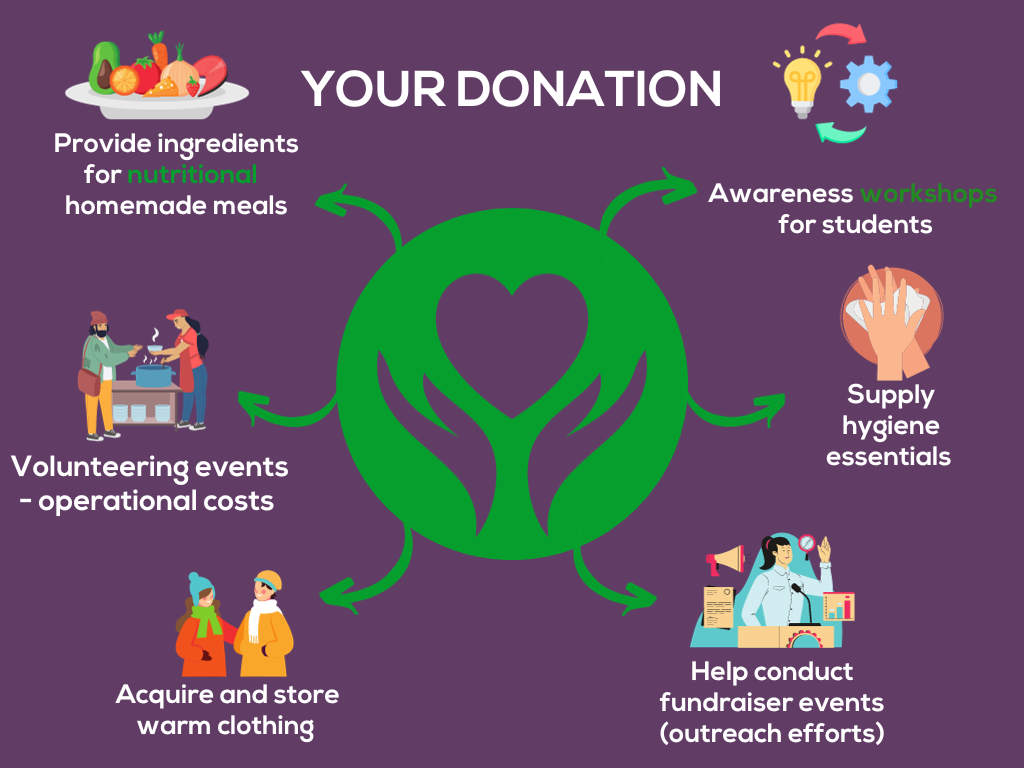 YOUR DONATION
Provide ingredients
for nutritional
homemade meals
Awareness workshops
for students
Volunteering events
- operational costs
Supply
hygiene
essentials
Acquire and store
warm clothing
Help conduct
fundraiser events
(outreach efforts)